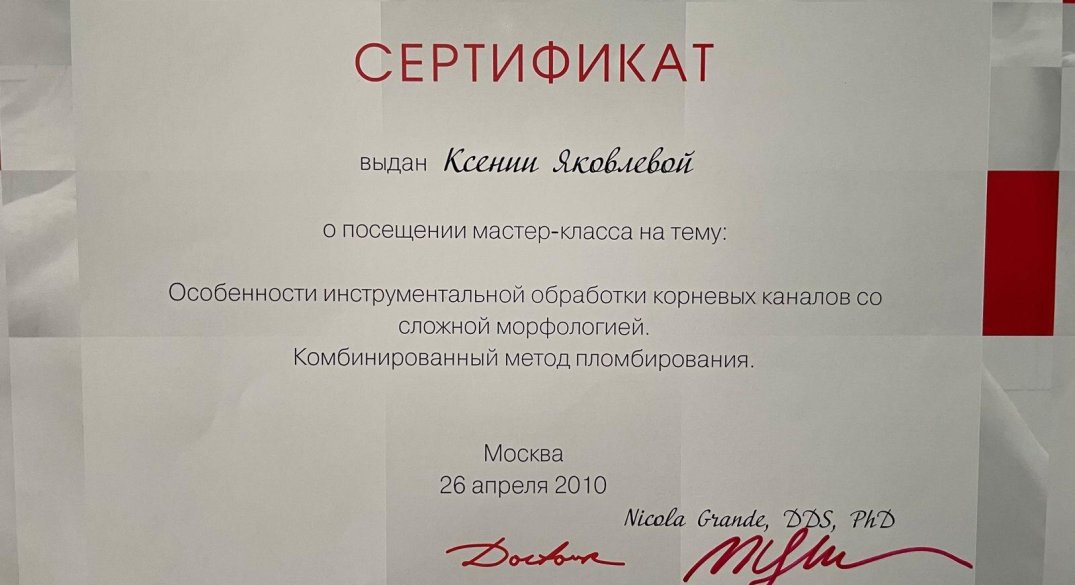 СЕРТИФИКАТ
выдан Ксении Яковлевой
о посещении мастер-класса на тему:
Особенности инструментальной обработки корневых каналов со
сложной морфологией.
Комбинированный метод пломбирования.
Москва
26 апреля 2010
Nicola Grande, DDS, PhD